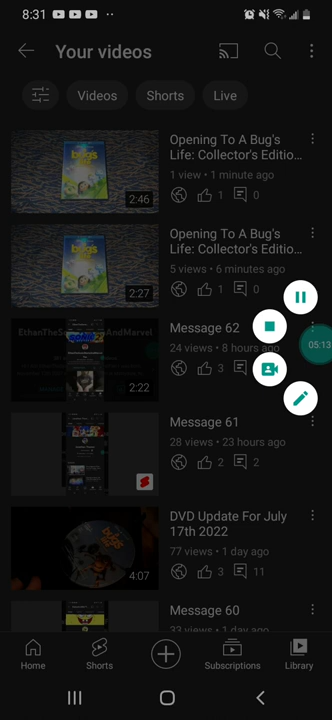 8:31
Your videos
Videos
Shorts
Live
Opening To A Bug's
Life: Collector's Editio...
1 view • 1 minute ago
1
0
2:46
Opening To A Bug's
Life: Collector's Editio...
5 views • 6 minutes ago
1
0
2:27
Message 62
24 views • 8 hours ago
3
0
2:22
05:13
Message 61
28 views • 23 hours ago
2
2
DVD Update For July
17th 2022
77 views • 1 day ago
3
11
4:07
Message 60
33 views • 1 day ago
Home
Shorts
Subscriptions
Library